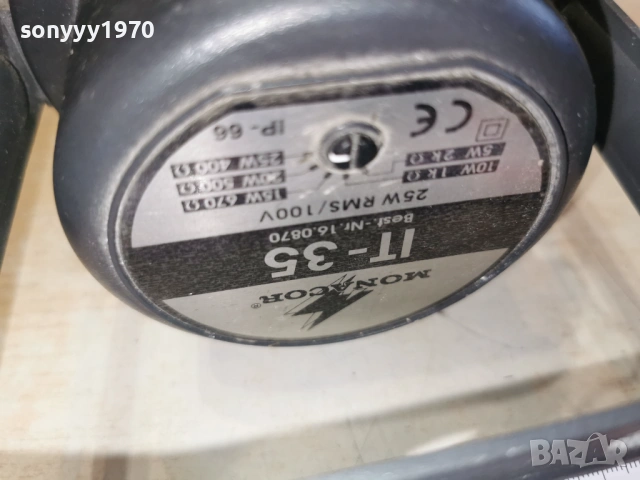 sonyyy1970
MONACOR®
IT-35
Best.-Nr. 16.0870
25W RMS/100V
10W 1kΩ
5W 2kΩ
15W 670Ω
20W 500Ω
25W 400Ω
CE
IP-66
BAZAR